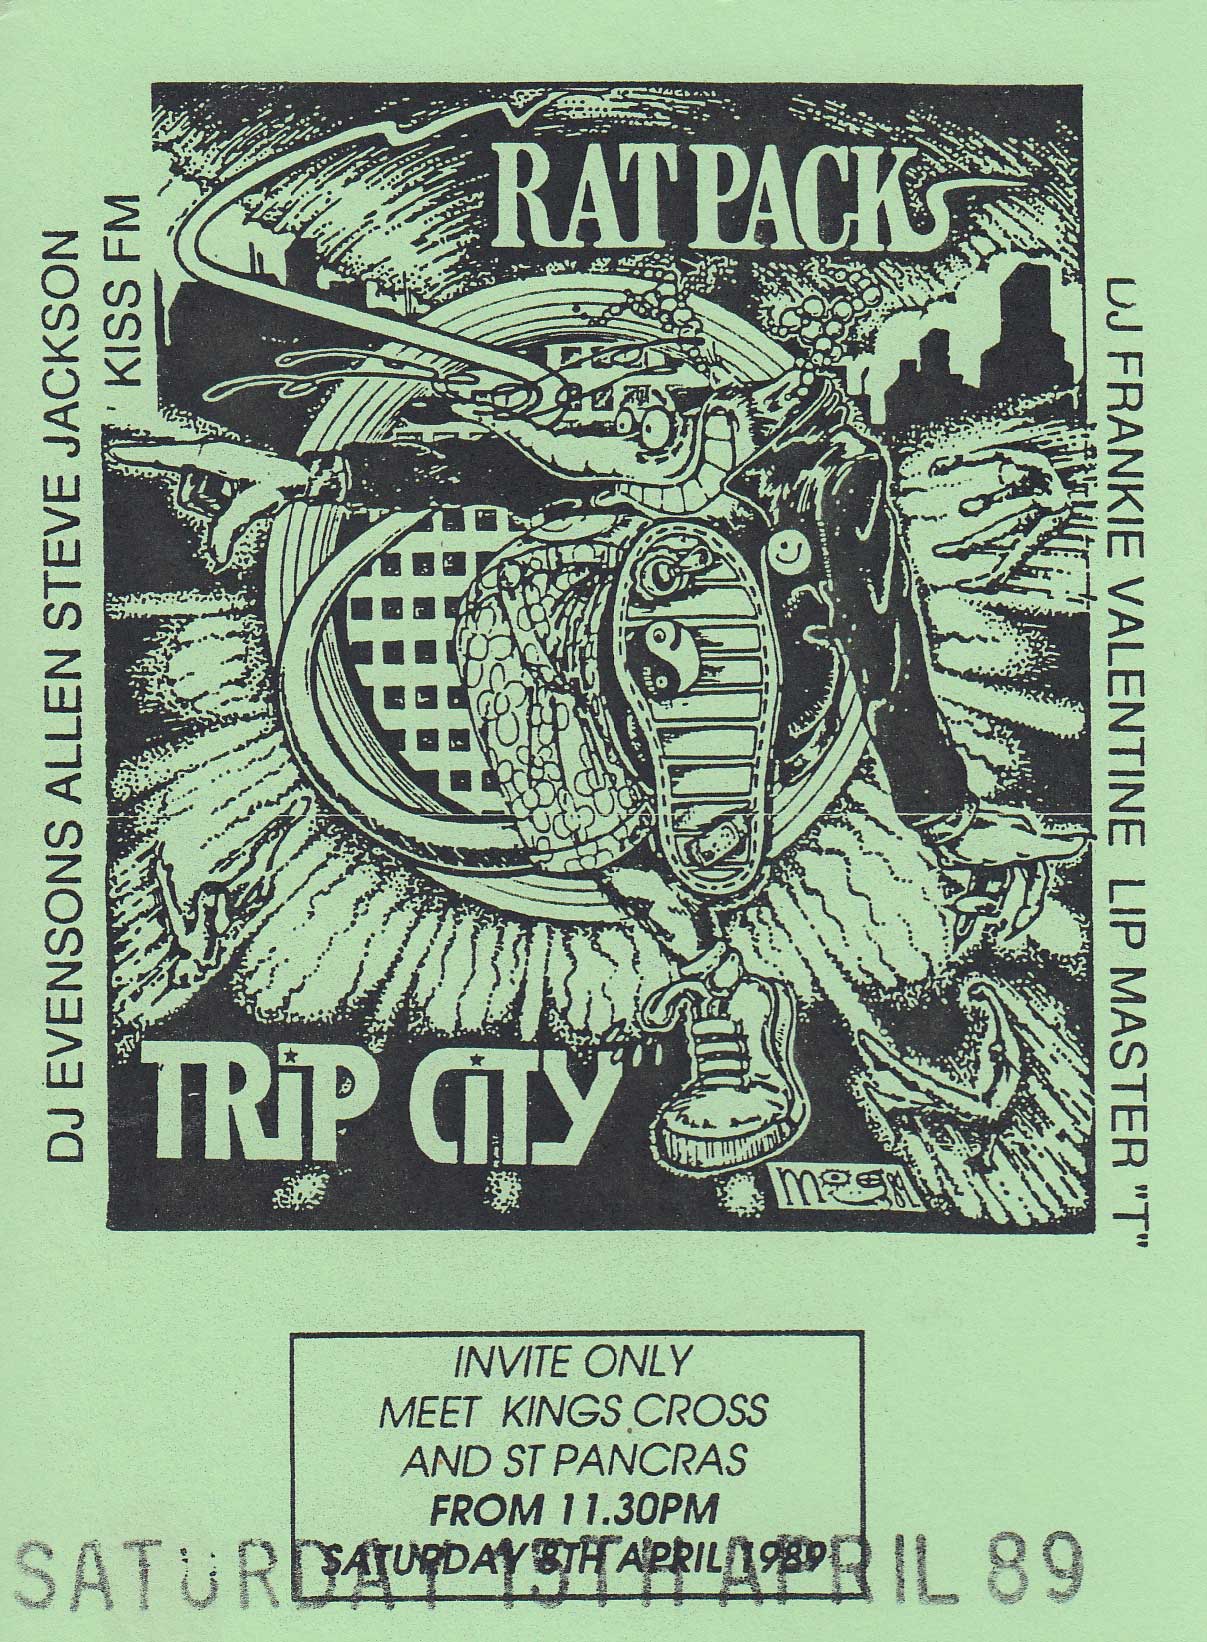 RAT PACK
DJ EVENSONS ALLEN STEVE JACKSON
KISS FM
DJ FRANKIE VALENTINE LIP MASTER "T"
TRiP CiTY
INVITE ONLY
MEET KINGS CROSS
AND ST PANCRAS
FROM 11.30PM
SATURDAY 8TH APRIL 1989
SATURDAY 15TH APRIL 89